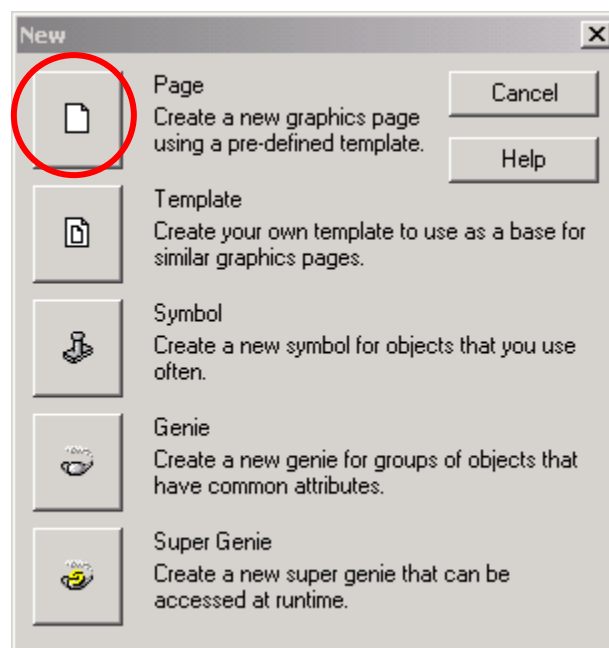 New
Page
Create a new graphics page
using a pre-defined template.
Cancel
Help
Template
Create your own template to use as a base for
similar graphics pages.
Symbol
Create a new symbol for objects that you use
often.
Genie
Create a new genie for groups of objects that
have common attributes.
Super Genie
Create a new super genie that can be
accessed at runtime.